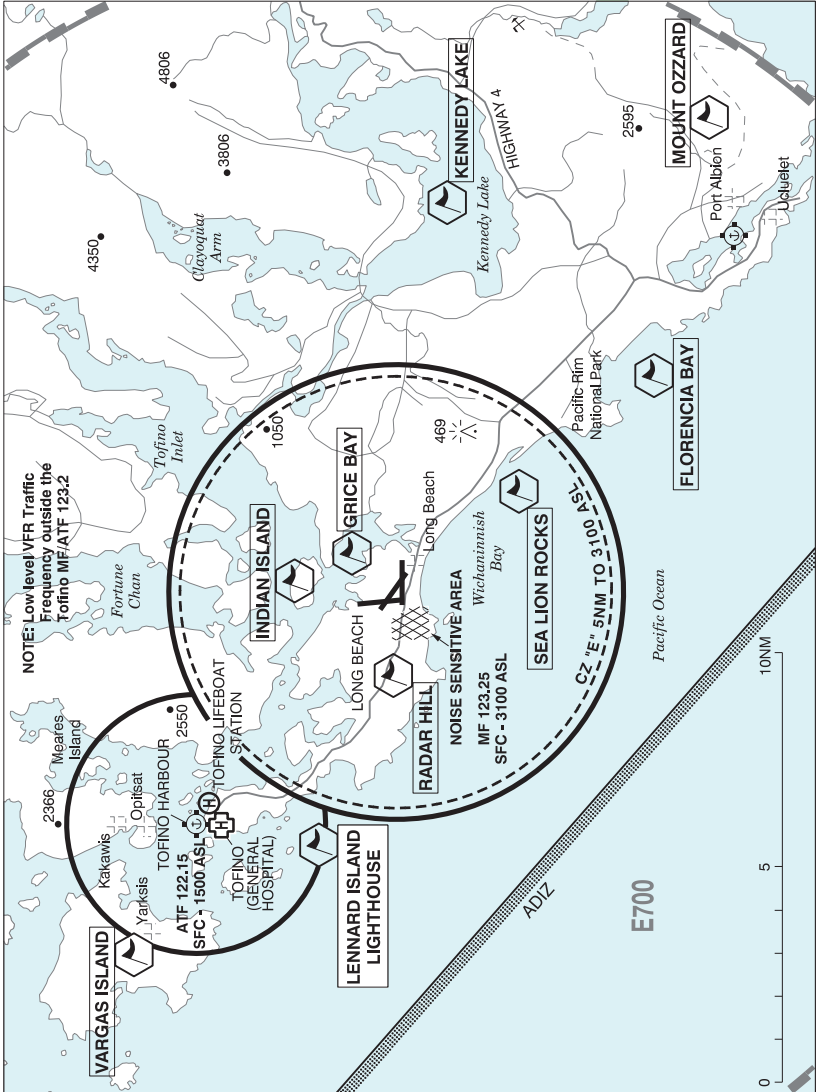 NOTE: Low level VFR Traffic
Frequency outside the
Tofino MF/ATF 123.2
4350
4806
3806
Clayoquat
Arm
Tofino
Inlet
Fortune
Chan
Meares
Island
2366
2550
Kakawis
Opitsat
Yarksis
VARGAS ISLAND
TOFINO HARBOUR
ATF 122.15
SFC - 1500 ASL
H
H
TOFINO LIFEBOAT
STATION
TOFINO
(GENERAL
HOSPITAL)
LENNARD ISLAND
LIGHTHOUSE
INDIAN ISLAND
GRICE BAY
1050
KENNEDY LAKE
Kennedy Lake
HIGHWAY 4
LONG BEACH
Long Beach
469
RADAR HILL
NOISE SENSITIVE AREA
MF 123.25
SFC - 3100 ASL
Wichaninnish
Bay
SEA LION ROCKS
CZ "E" 5NM TO 3100 ASL
Pacific Rim
National Park
2595
MOUNT OZZARD
Port Albion
Ucluelet
FLORENCIA BAY
Pacific Ocean
ADIZ
E700
0
5
10NM